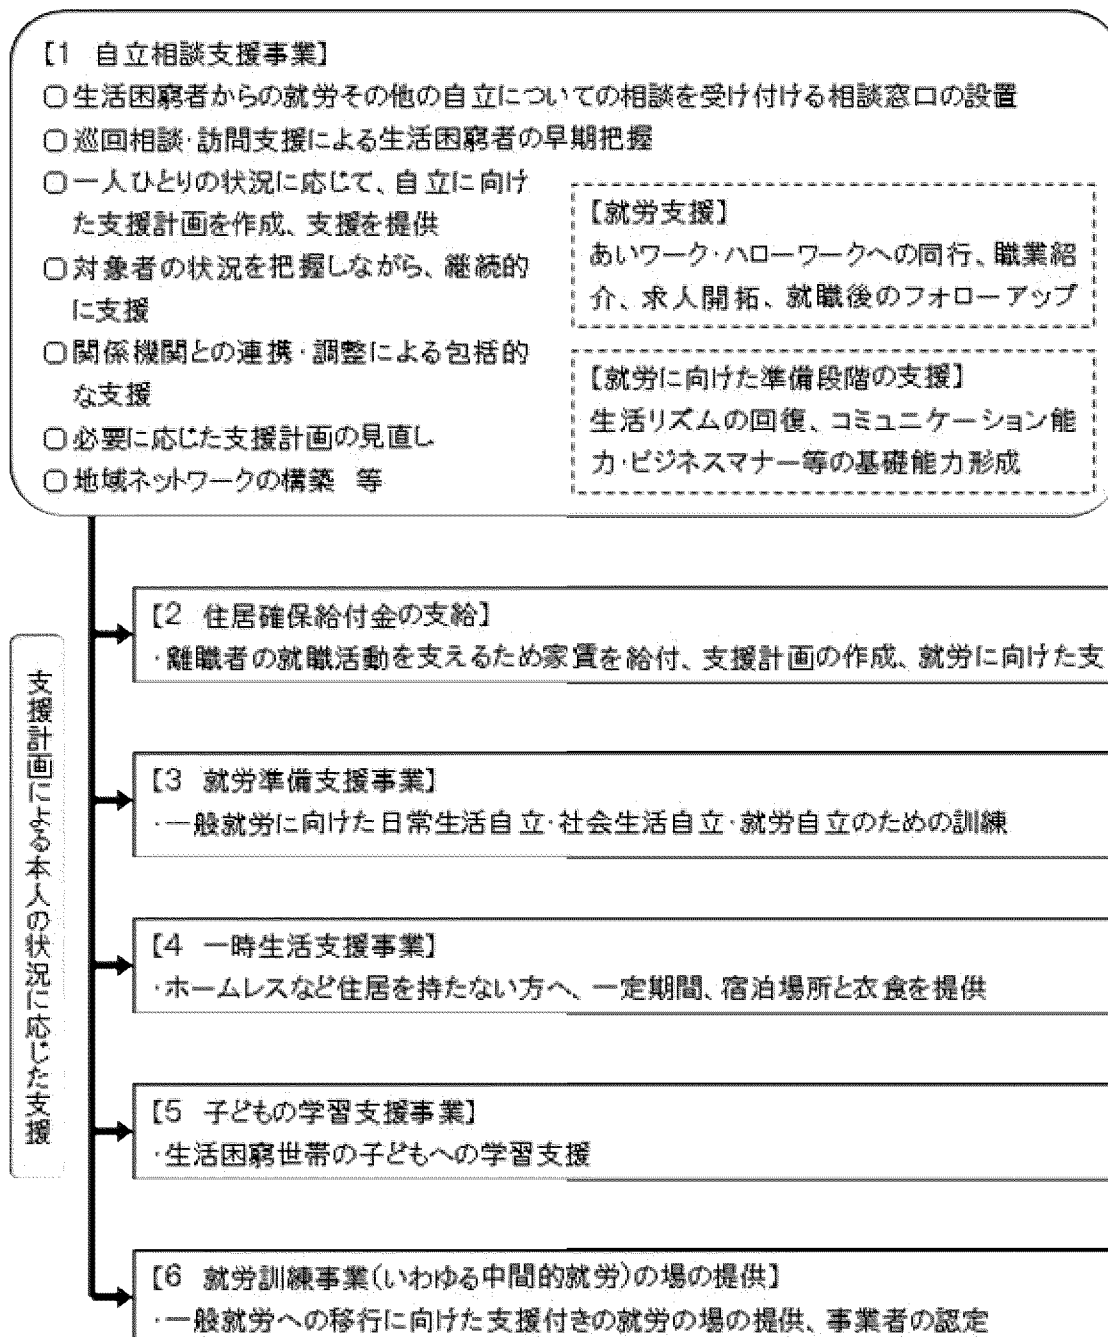 【1 自立相談支援事業】
○生活困窮者からの就労その他の自立についての相談を受け付ける相談窓口の設置
○巡回相談・訪問支援による生活困窮者の早期把握
○一人ひとりの状況に応じて、自立に向け
た支援計画を作成、支援を提供
○対象者の状況を把握しながら、継続的
に支援
○関係機関との連携・調整による包括的
な支援
○必要に応じた支援計画の見直し
○地域ネットワークの構築 等
【就労支援】
あいワーク・ハローワークへの同行、職業紹
介、求人開拓、就職後のフォローアップ
【就労に向けた準備段階の支援】
生活リズムの回復、コミュニケーション能
力・ビジネスマナー等の基礎能力形成
支援計画による本人の状況に応じた支援
【2 住居確保給付金の支給】
・離職者の就職活動を支えるため家賃を給付、支援計画の作成、就労に向けた支
【3 就労準備支援事業】
・一般就労に向けた日常生活自立・社会生活自立・就労自立のための訓練
【4 一時生活支援事業】
・ホームレスなど住居を持たない方へ、一定期間、宿泊場所と衣食を提供
【5 子どもの学習支援事業】
・生活困窮世帯の子どもへの学習支援
【6 就労訓練事業(いわゆる中間的就労)の場の提供】
・一般就労への移行に向けた支援付きの就労の場の提供、事業者の認定